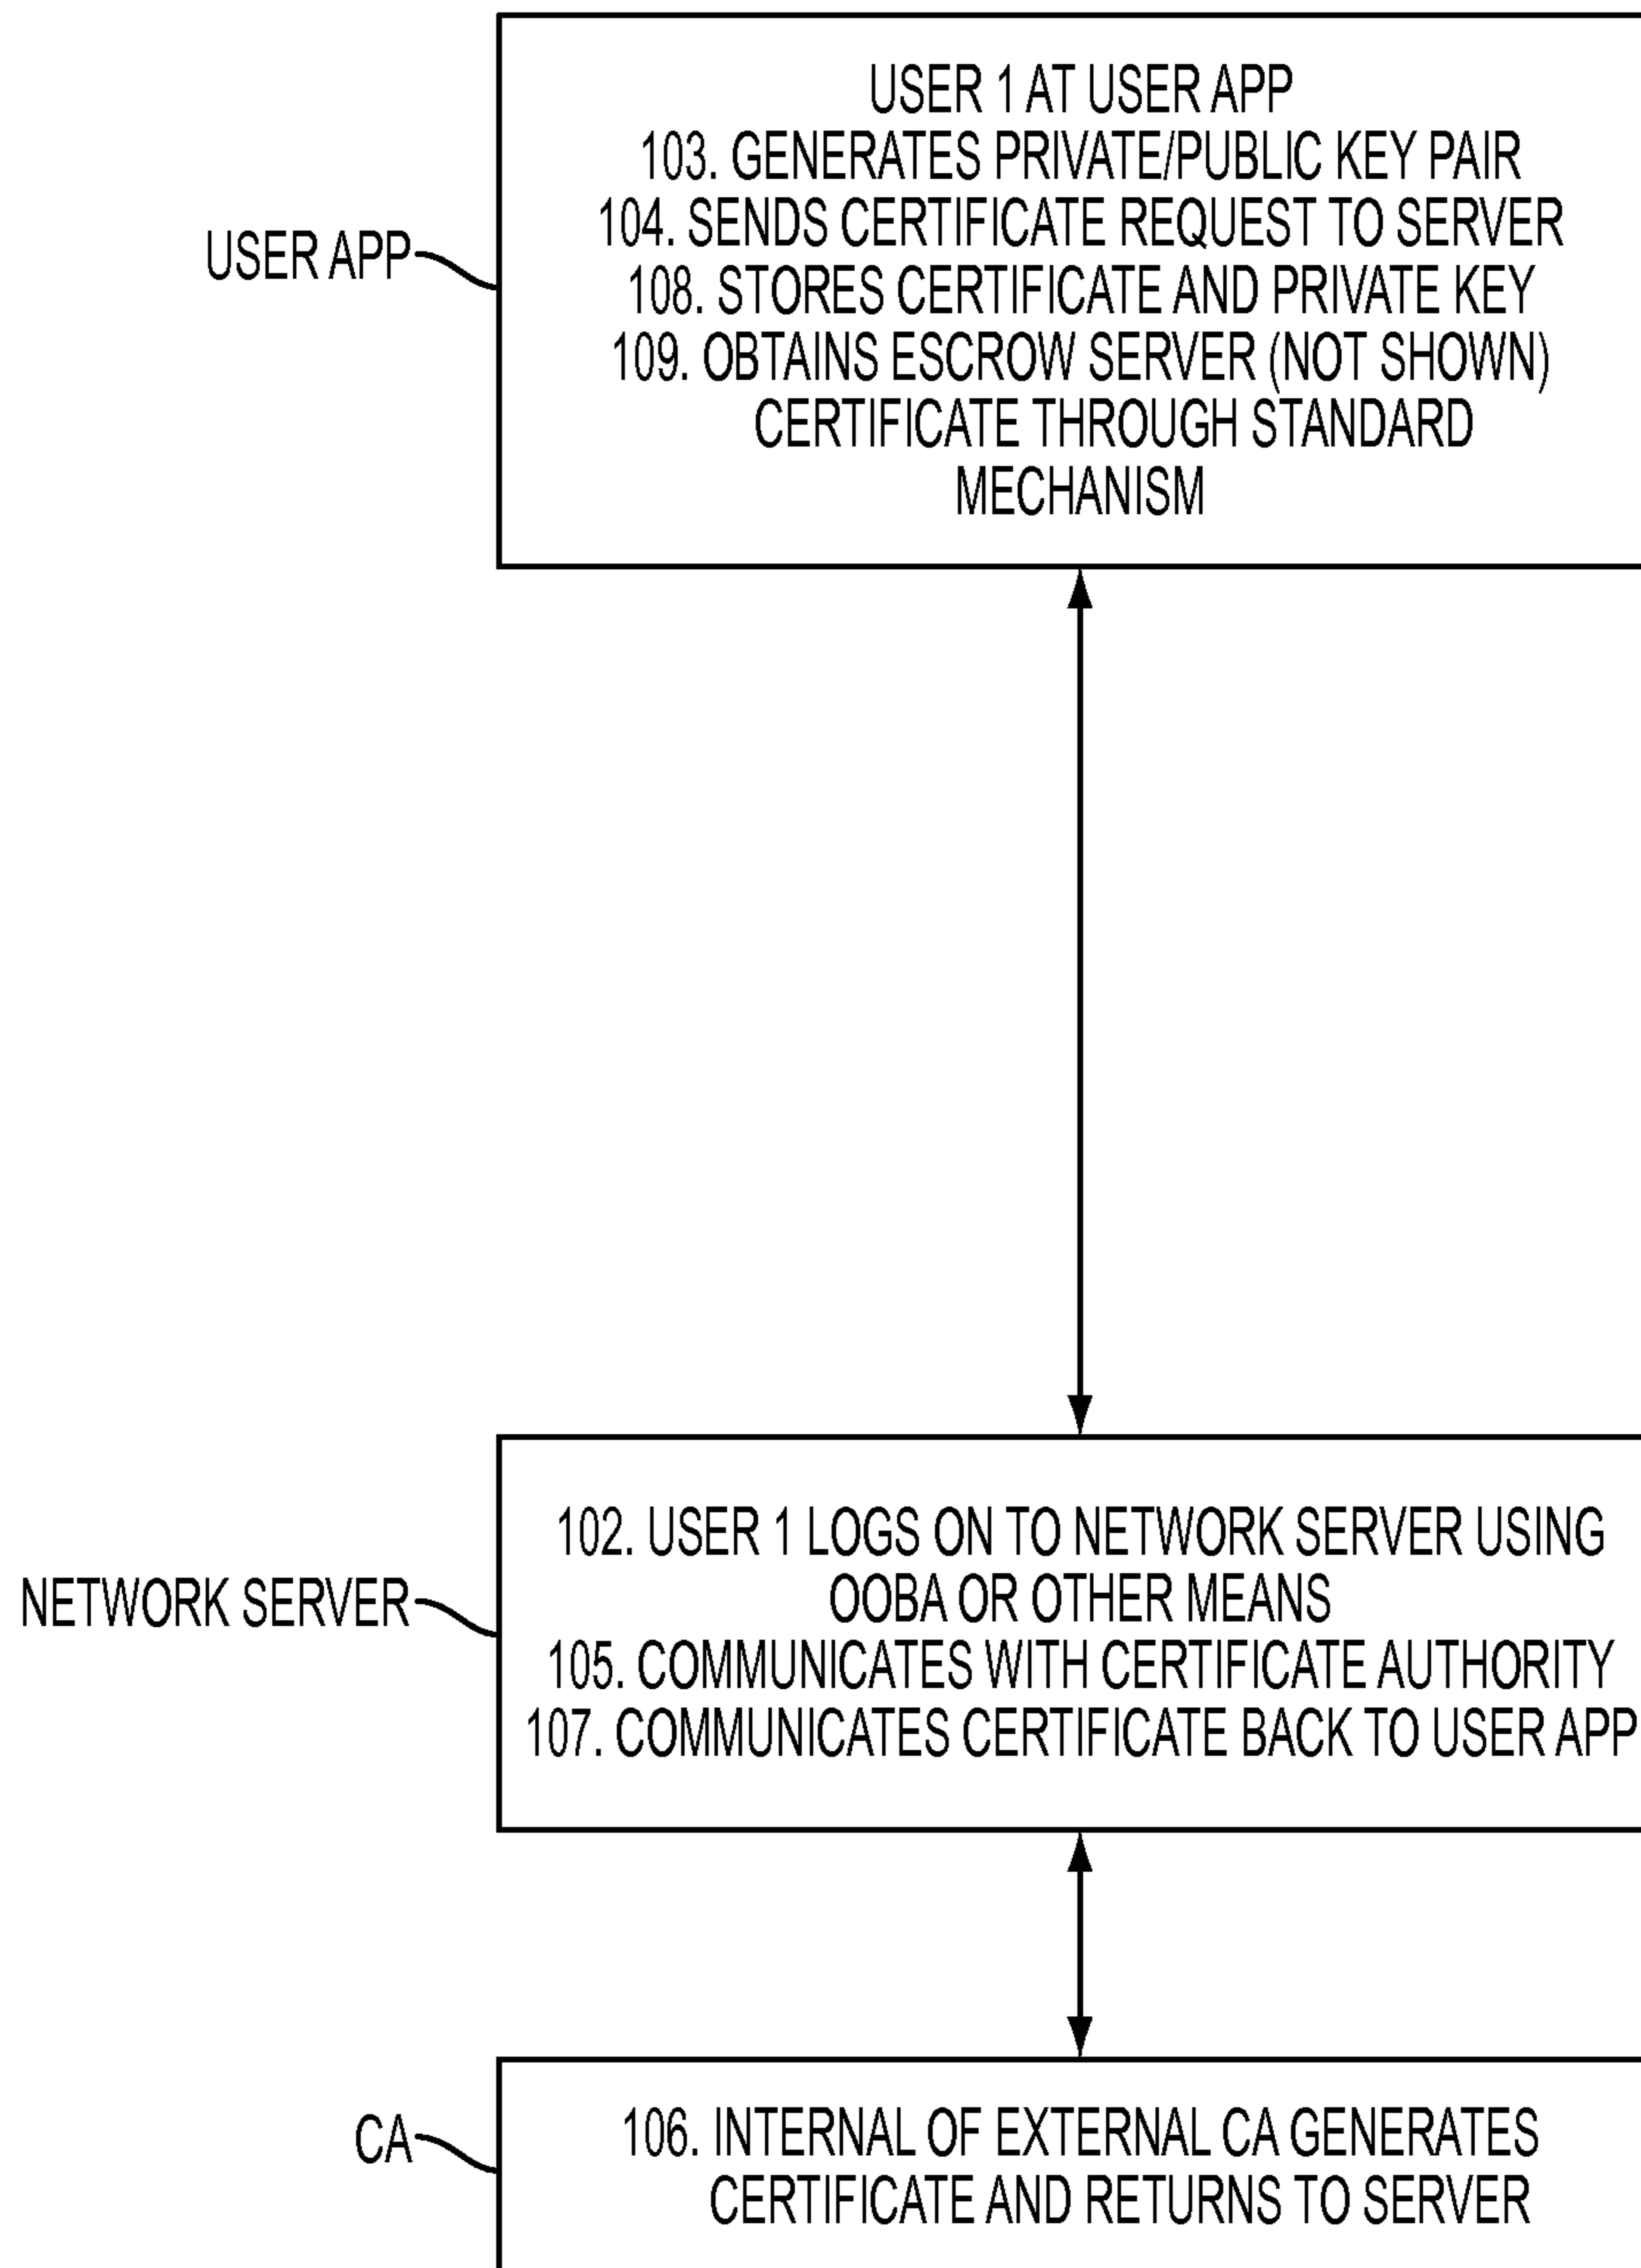 USER 1 AT USER APP
103. GENERATES PRIVATE/PUBLIC KEY PAIR
104. SENDS CERTIFICATE REQUEST TO SERVER
108. STORES CERTIFICATE AND PRIVATE KEY
109. OBTAINS ESCROW SERVER (NOT SHOWN)
CERTIFICATE THROUGH STANDARD
MECHANISM
USER APP
102. USER 1 LOGS ON TO NETWORK SERVER USING
OOBA OR OTHER MEANS
105. COMMUNICATES WITH CERTIFICATE AUTHORITY
107. COMMUNICATES CERTIFICATE BACK TO USER APP
NETWORK SERVER
106. INTERNAL OF EXTERNAL CA GENERATES
CERTIFICATE AND RETURNS TO SERVER
CA